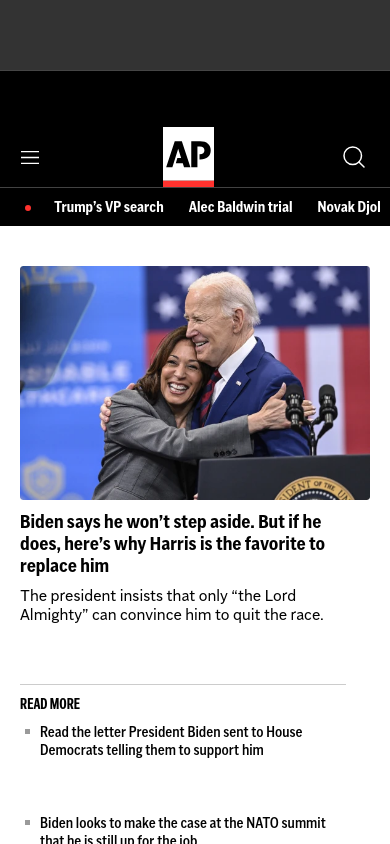 AP
Trump’s VP search Alec Baldwin trial Novak Djol
Biden says he won’t step aside. But if he
does, here’s why Harris is the favorite to
replace him
The president insists that only “the Lord
Almighty” can convince him to quit the race.
READ MORE
Read the letter President Biden sent to House
Democrats telling them to support him
Biden looks to make the case at the NATO summit
that he is still up for the job